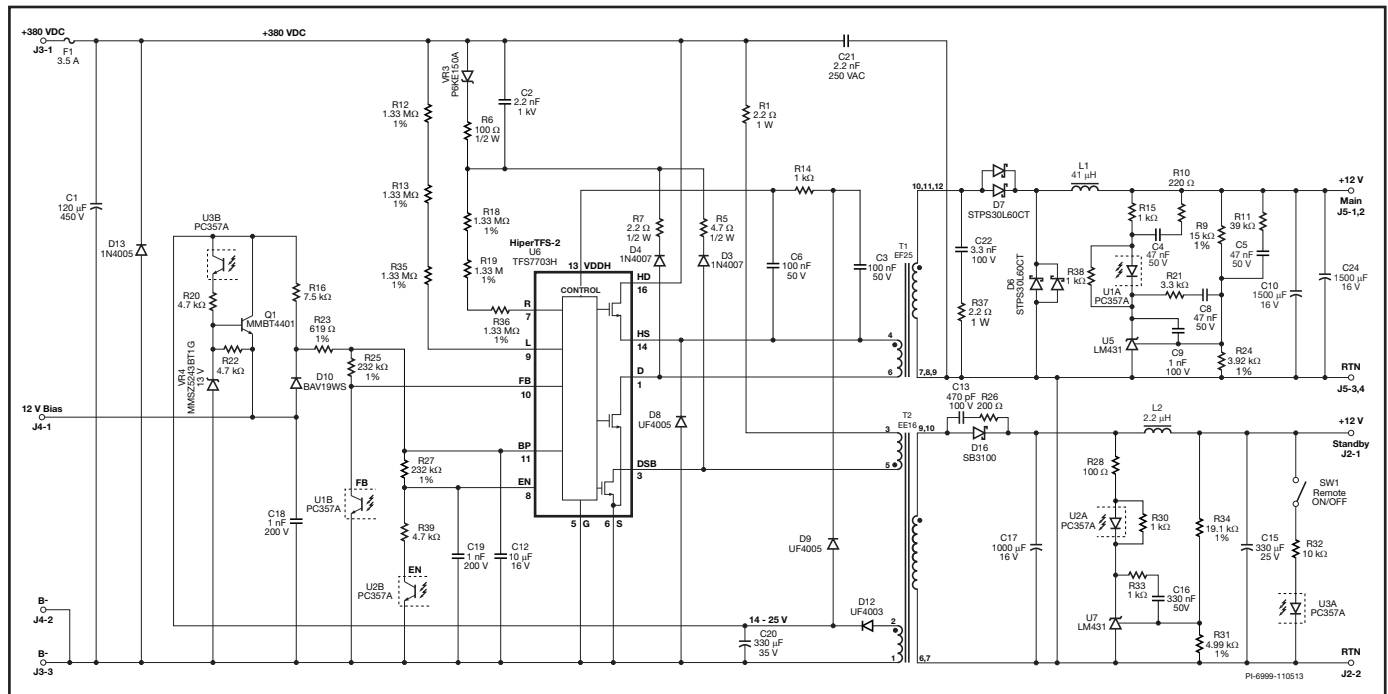 +380 VDC
J3-1
F1
3.5 A
+380 VDC
C21
2.2 nF
250 VAC
VR3
P6KE150A
C2
2.2 nF
1 kV
R12
1.33 MΩ
1%
R6
100 Ω
1/2 W
R1
2.2 Ω
1 W
R14
1 kΩ
C1
120 µF
450 V
D13
1N4005
U3B
PC357A
R13
1.33 MΩ
1%
R18
1.33 MΩ
1%
HiperTFS-2
U6
TFS7703H
R7
2.2 Ω
1/2 W
D4
1N4007
R5
4.7 Ω
1/2 W
D3
1N4007
C6
100 nF
50 V
C3
100 nF
50 V
T1
EF25
10,11,12
D7
STPS30L60CT
L1
41 µH
R10
220 Ω
R15
1 kΩ
C4
47 nF
50 V
R9
15 kΩ
1%
R11
39 kΩ
C5
47 nF
50 V
+12 V
Main
J5-1,2
C22
3.3 nF
100 V
D6
STPS30L60CT
R38
1 kΩ
U1A
PC357A
R21
3.3 kΩ
C8
47 nF
50 V
C10
1500 µF
16 V
C24
1500 µF
16 V
R37
2.2 Ω
1 W
U5
LM431
C9
1 nF
100 V
R24
3.92 kΩ
1%
RTN
J5-3,4
R20
4.7 kΩ
Q1
MMBT4401
R16
7.5 kΩ
R35
1.33 MΩ
1%
R19
1.33 M
1%
R36
1.33 MΩ
1%
13 VDDH
CONTROL
HD
16
R
7
L
9
HS
14
FB
10
D
1
BP
11
DSB
3
EN
8
5 G
6 S
4
6
7,8,9
R22
4.7 kΩ
VR4
MMSZ5243BT1G
13 V
R23
619 Ω
1%
D10
BAV19WS
R25
232 kΩ
1%
12 V Bias
J4-1
D8
UF4005
C13
470 pF
100 V
R26
200 Ω
T2
EE16
9,10
3
5
D16
SB3100
L2
2.2 µH
+12 V
Standby
J2-1
R27
232 kΩ
1%
FB
U1B
PC357A
C18
1 nF
200 V
R39
4.7 kΩ
C19
1 nF
200 V
C12
10 µF
16 V
EN
U2B
PC357A
D9
UF4005
D12
UF4003
14 - 25 V
C20
330 µF
35 V
2
1
6,7
C17
1000 µF
16 V
R28
100 Ω
U2A
PC357A
R30
1 kΩ
R34
19.1 kΩ
1%
C15
330 µF
25 V
SW1
Remote
ON/OFF
R32
10 kΩ
R33
1 kΩ
C16
330 nF
50V
U3A
PC357A
U7
LM431
R31
4.99 kΩ
1%
B-
J4-2
B-
J3-3
RTN
J2-2
PI-6999-110513